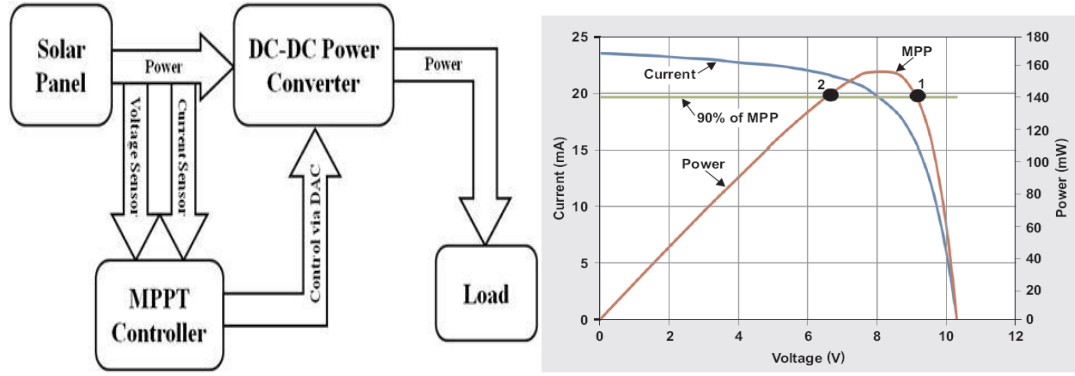 Solar
Panel
Power
DC-DC Power
Converter
Power
Voltage Sensor
Current Sensor
Control via DAC
MPPT
Controller
Load
25
20
15
10
5
0
Current (mA)
180
160
140
120
100
80
60
40
20
0
Power (mW)
Current
MPP
2
1
90% of MPP
Power
0
2
4
6
8
10
12
Voltage (V)